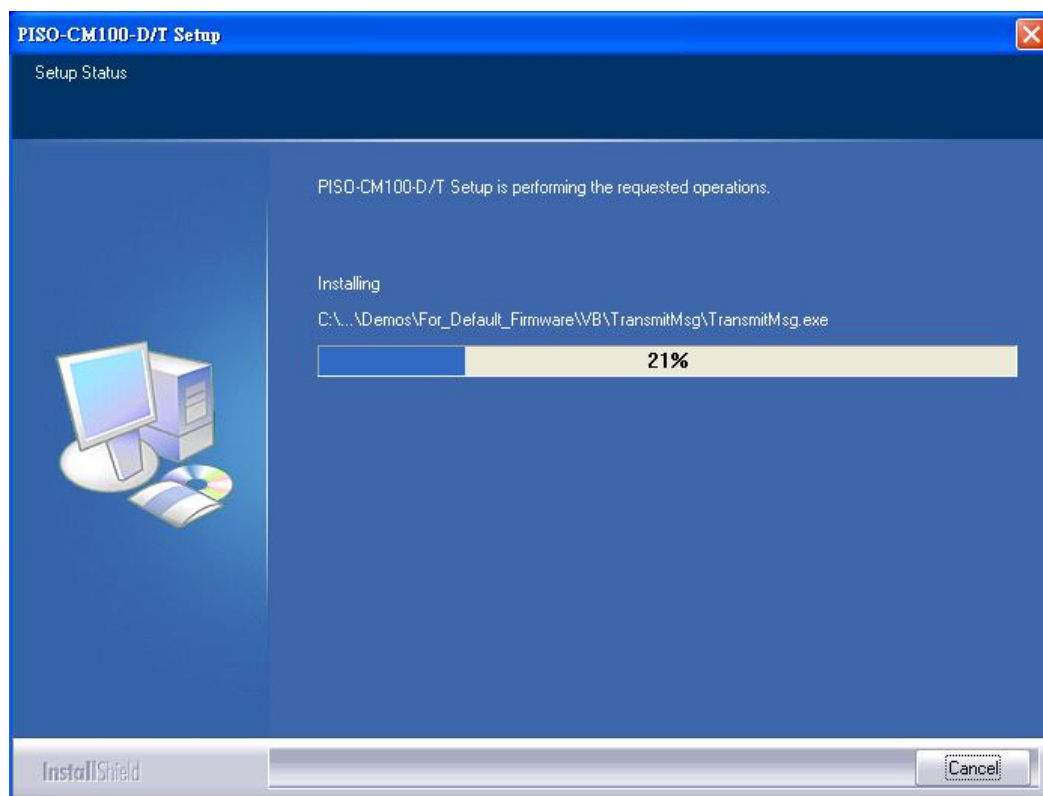 PISO-CM100-D/T Setup
Setup Status
PISO-CM100-D/T Setup is performing the requested operations.
Installing
C:\...\Demos\For_Default_Firmware\VB\TransmitMsg\TransmitMsg.exe
21%
InstallShield
Cancel